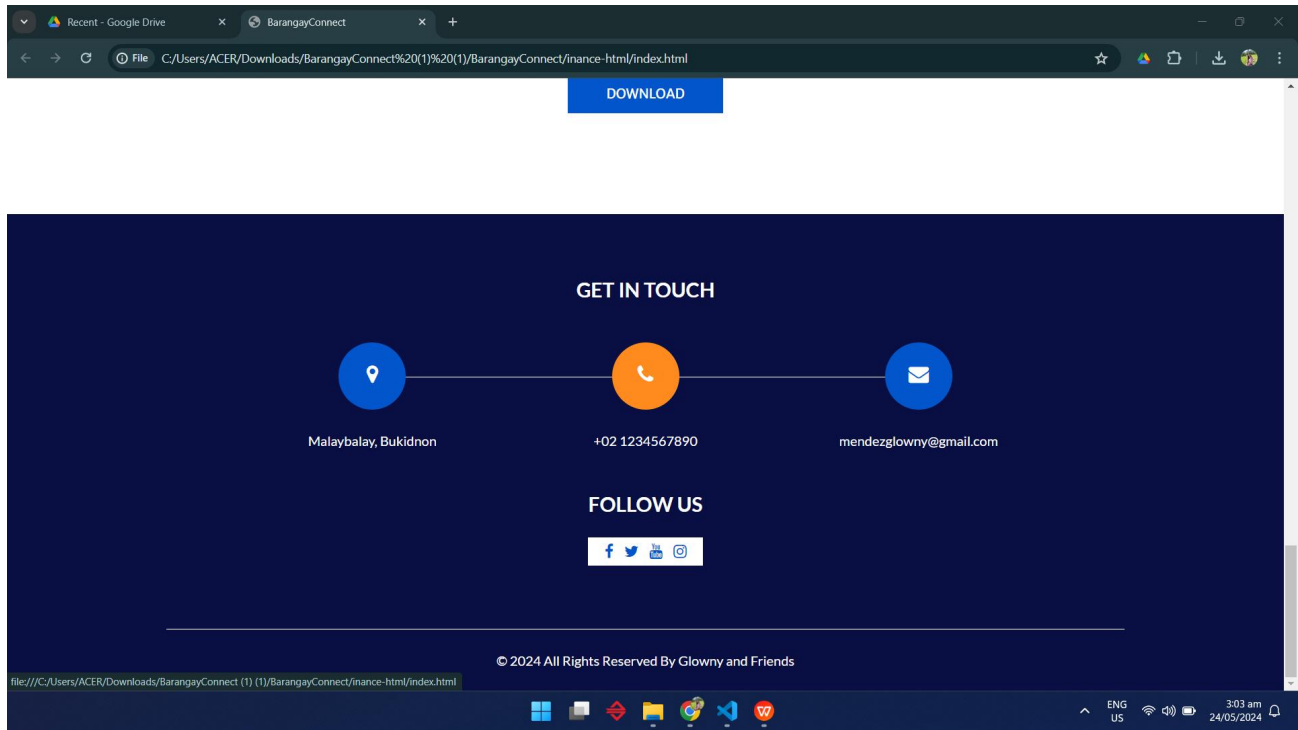 Recent - Google Drive
BarangayConnect
File C:/Users/ACER/Downloads/BarangayConnect%20(1)%20(1)/BarangayConnect/inance-html/index.html
DOWNLOAD
GET IN TOUCH
Malaybalay, Bukidnon
+02 1234567890
mendezglowny@gmail.com
FOLLOW US
You Tube
© 2024 All Rights Reserved By Glowny and Friends
file:///C:/Users/ACER/Downloads/BarangayConnect (1) (1)/BarangayConnect/inance-html/index.html
ENG
US
3:03 am
24/05/2024